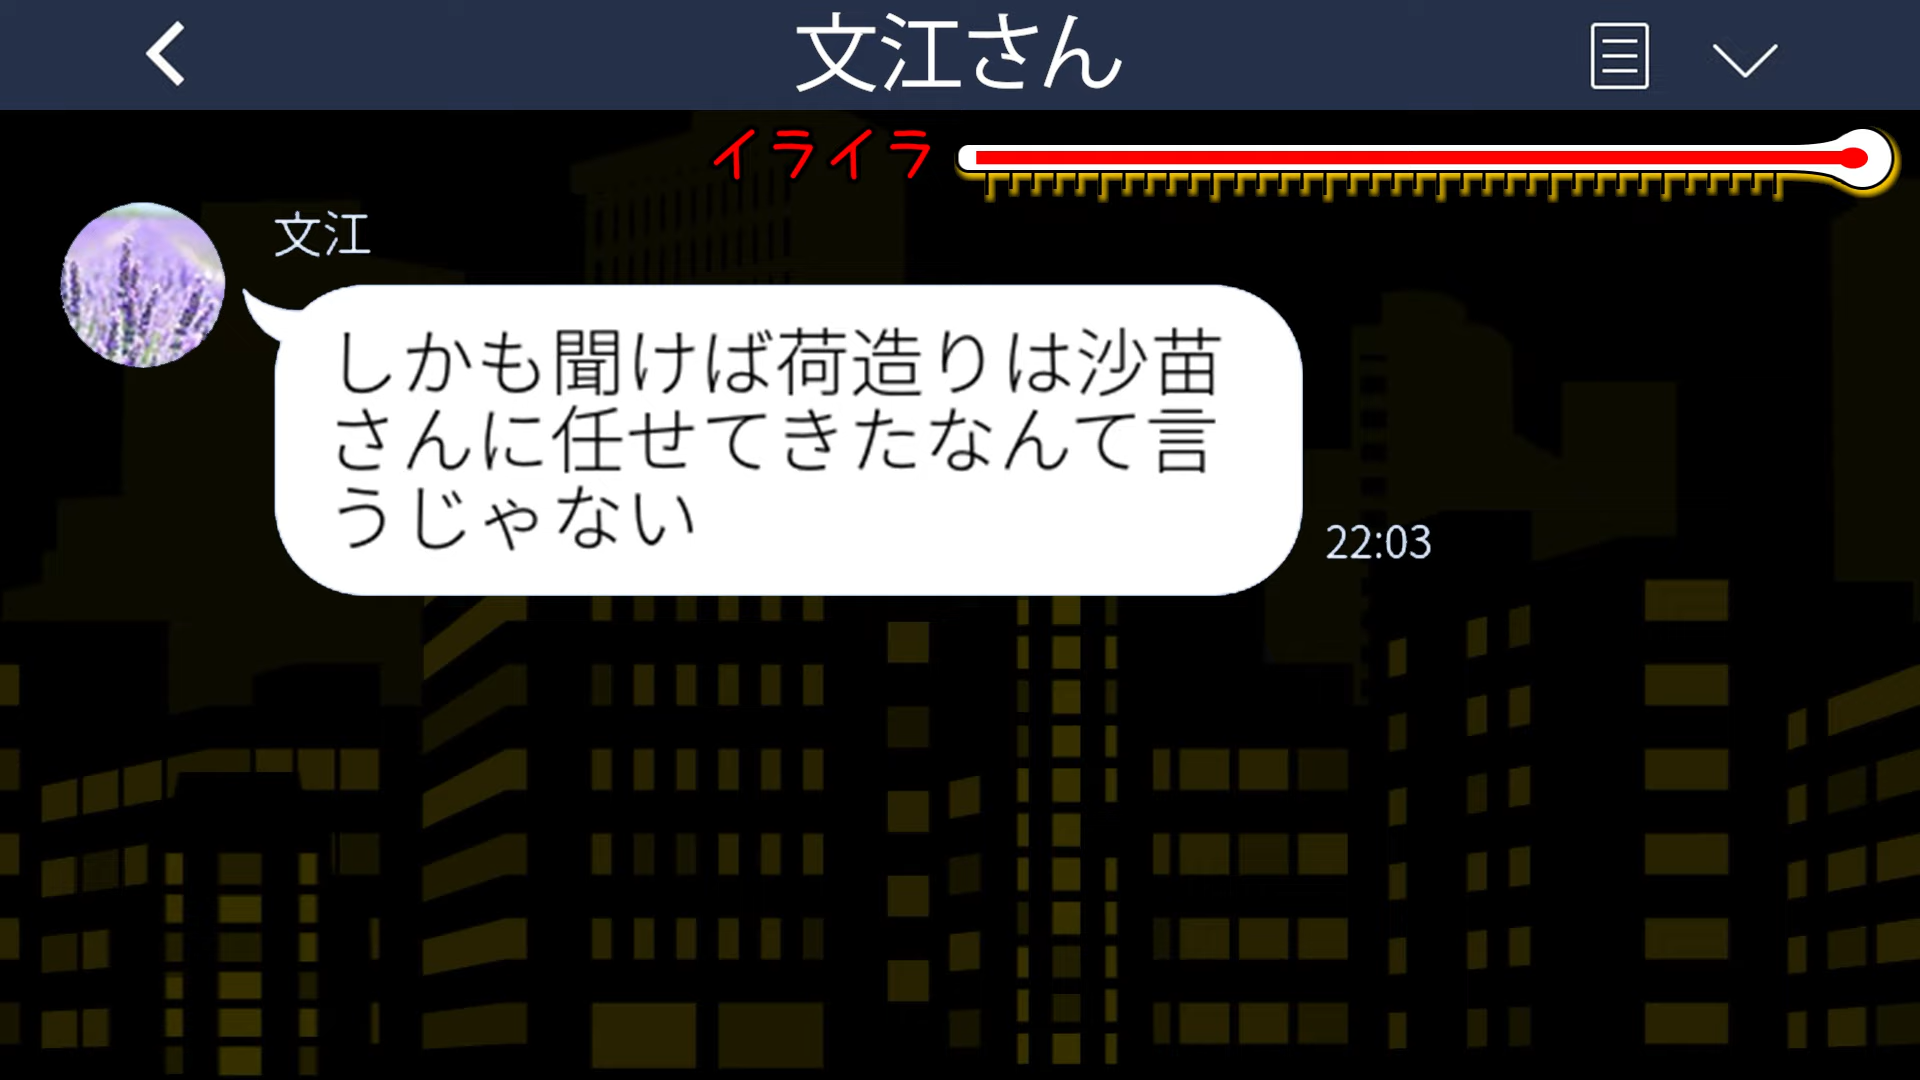 文江さん
イライラ
文江
しかも聞けば荷造りは沙苗
さんに任せてきたなんて言
うじゃない
22:03